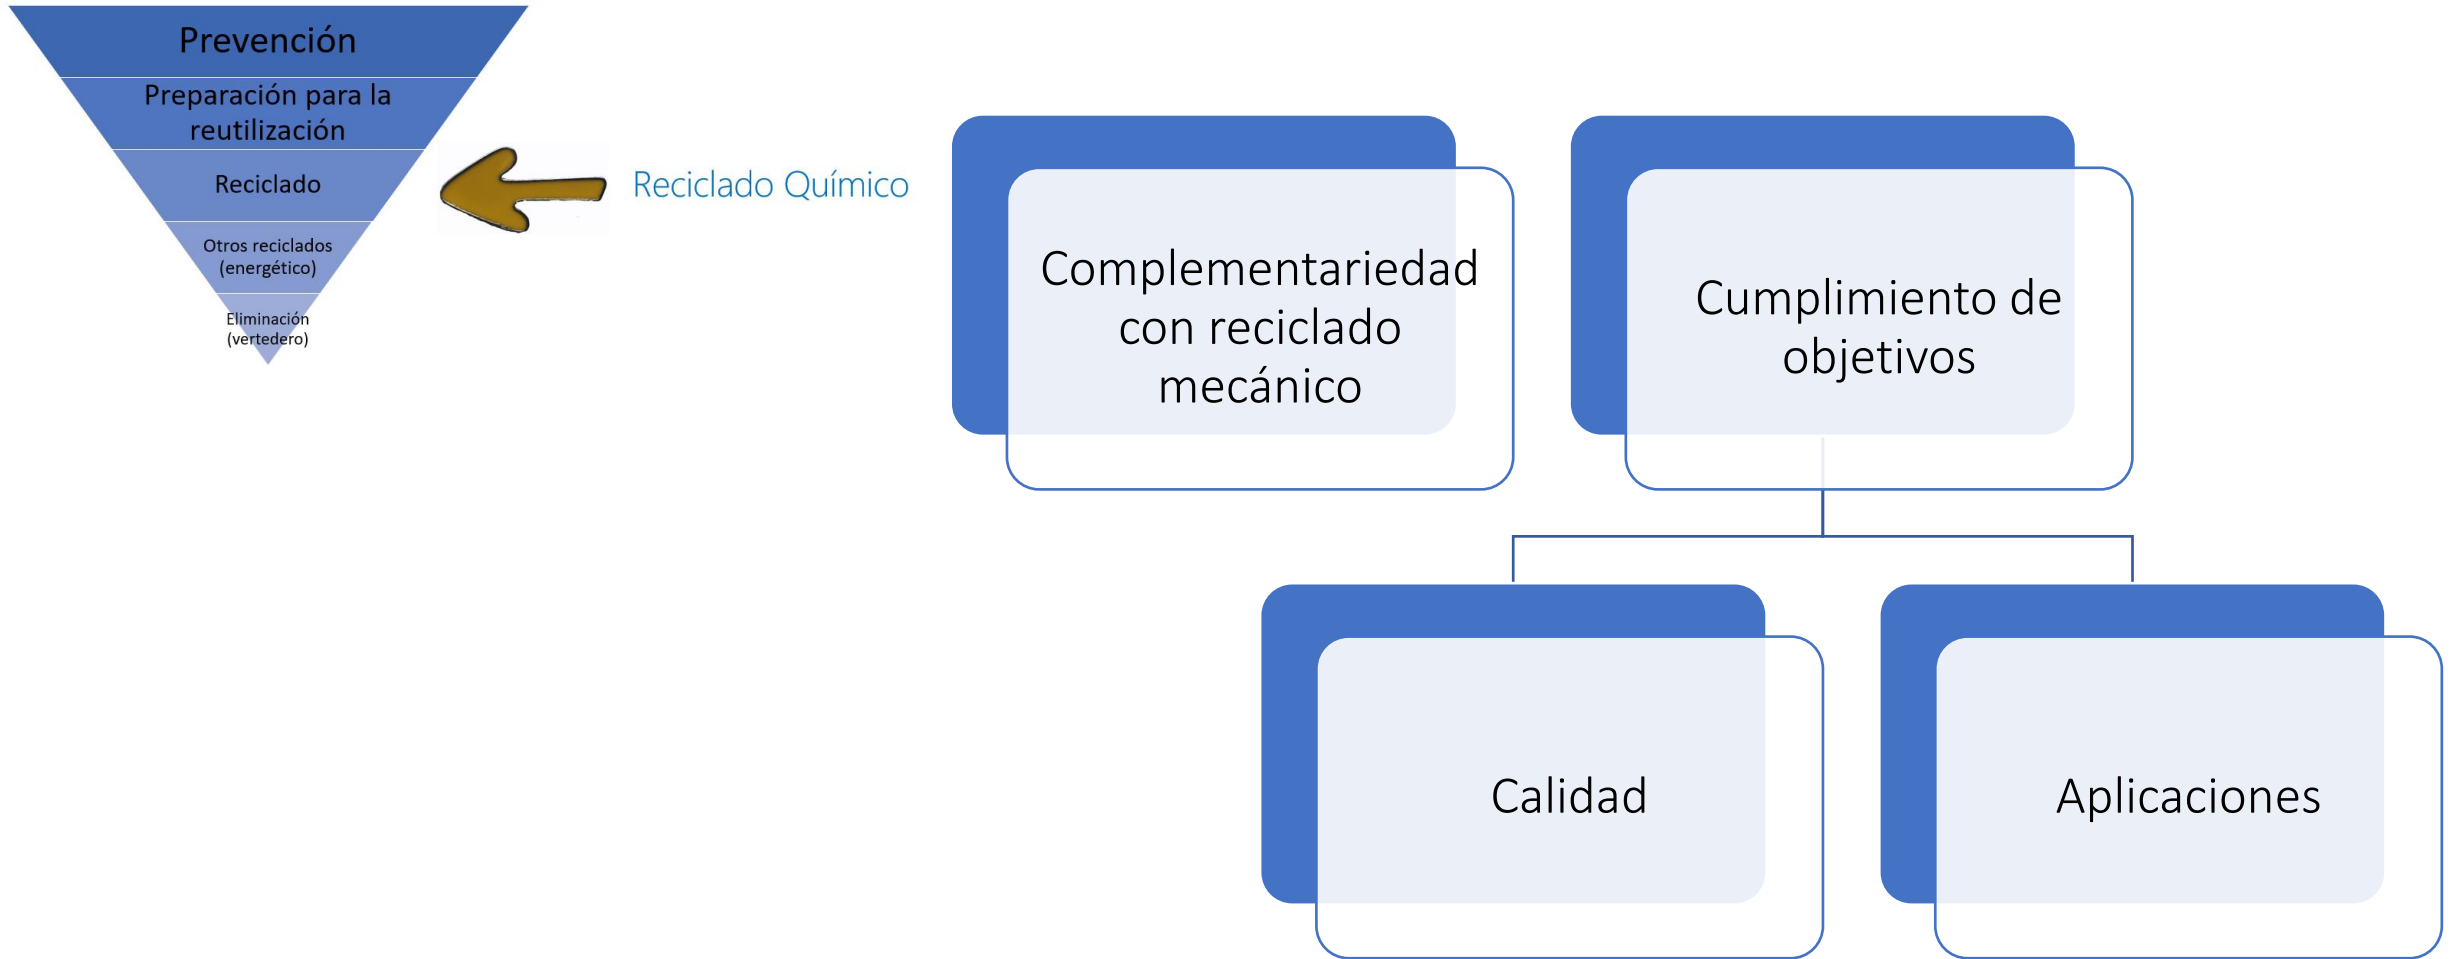 Prevención
Preparación para la
reutilización
Reciclado
Otros reciclados
(energético)
Eliminación
(vertedero)
Reciclado Químico
Complementariedad
con reciclado
mecánico
Cumplimiento de
objetivos
Calidad
Aplicaciones